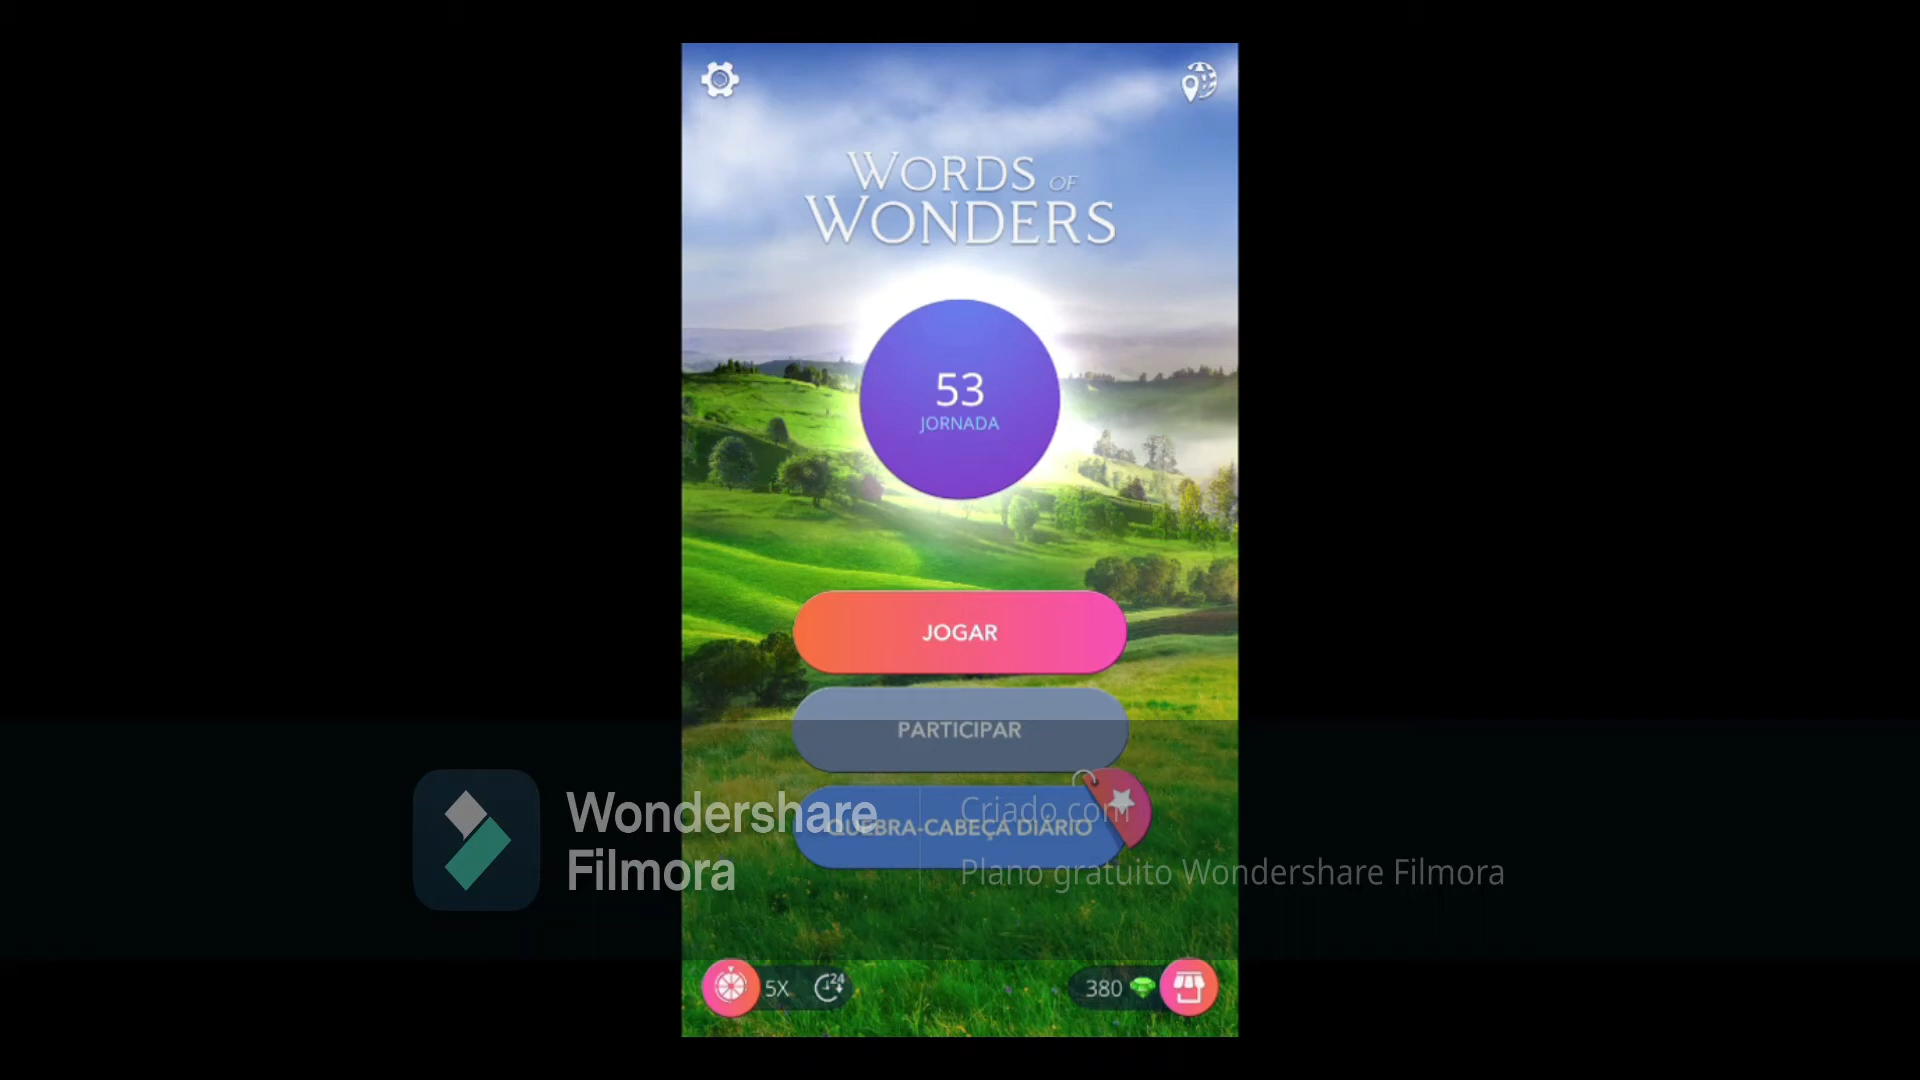 WORDS OF
WONDERS
53
JORNADA
JOGAR
PARTICIPAR
QUEBRA-CABEÇA DIÁRIO
Wondershare
Filmora
Criado com
Plano gratuito Wondershare Filmora
5X
24
380